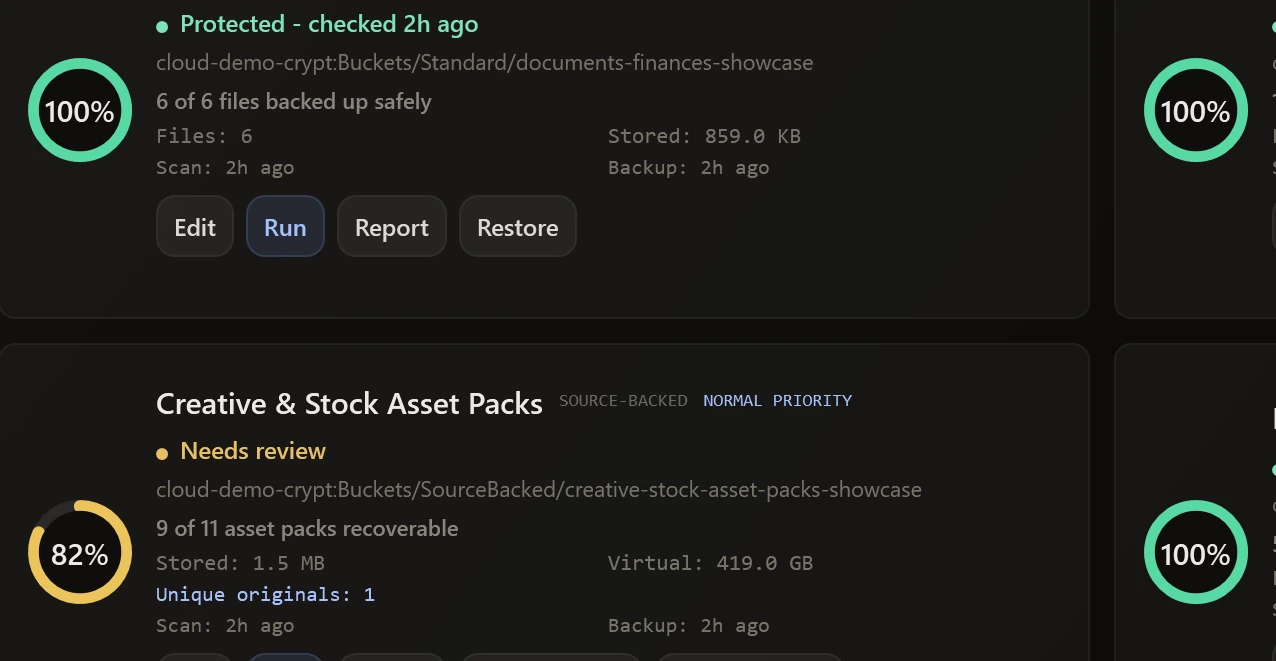 Protected - checked 2h ago
cloud-demo-crypt:Buckets/Standard/documents-finances-showcase
100%
6 of 6 files backed up safely
Files: 6
Stored: 859.0 KB
Scan: 2h ago
Backup: 2h ago
Edit
Run
Report
Restore
100%
Creative & Stock Asset Packs
SOURCE-BACKED
NORMAL PRIORITY
Needs review
cloud-demo-crypt:Buckets/SourceBacked/creative-stock-asset-packs-showcase
82%
9 of 11 asset packs recoverable
Stored: 1.5 MB
Virtual: 419.0 GB
Unique originals: 1
Scan: 2h ago
Backup: 2h ago
100%